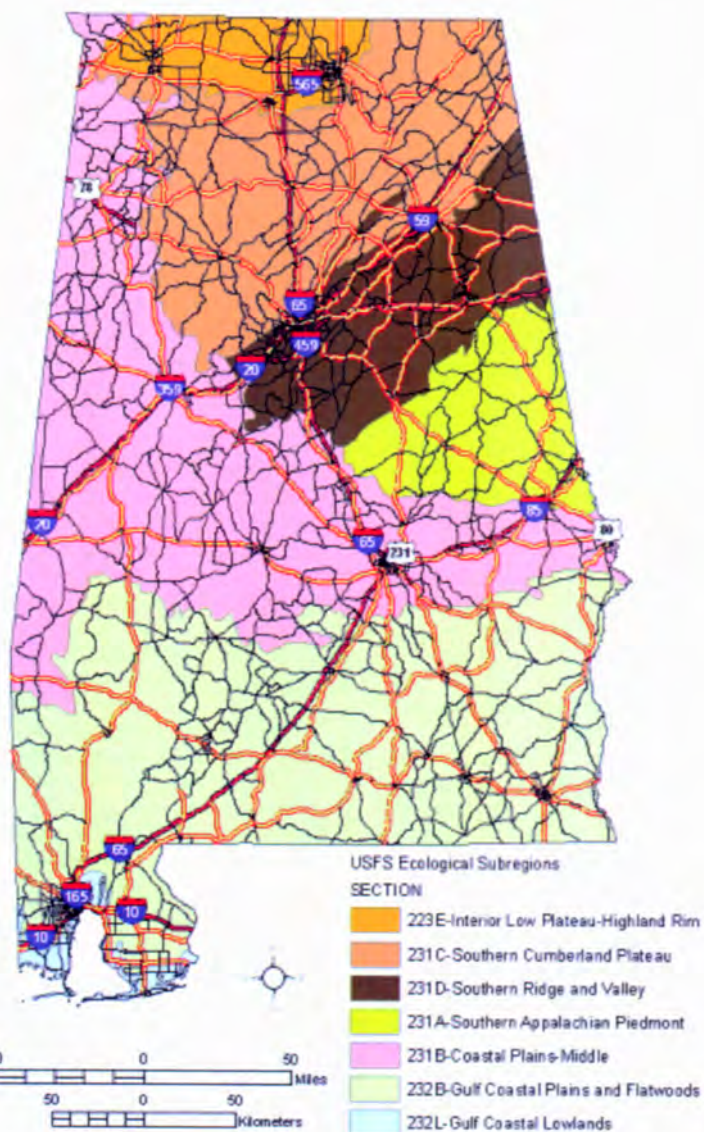 565
78
59
65
459
20
359
20
85
80
65
231
65
165
10
10
USFS Ecological Subregions
SECTION
223E-Interior Low Plateau-Highland Rim
231C-Southern Cumberland Plateau
231D-Southern Ridge and Valley
231A-Southern Appalachian Piedmont
231B-Coastal Plains-Middle
232B-Gulf Coastal Plains and Flatwoods
232L-Gulf Coastal Lowlands
0 50
Miles
50 0 50
Kilometers